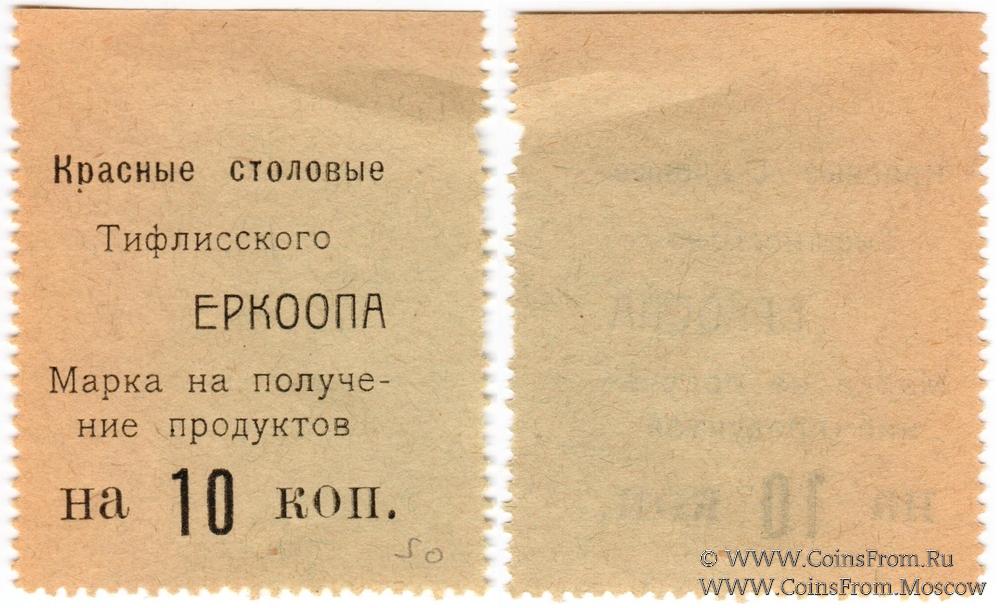 Красные столовые
Тифлисского
ЕРКООПА
Марка на получе-
ние продуктов
на 10 коп.
© WWW.CoinsFrom.Ru
WWW.CoinsFrom.Moscow